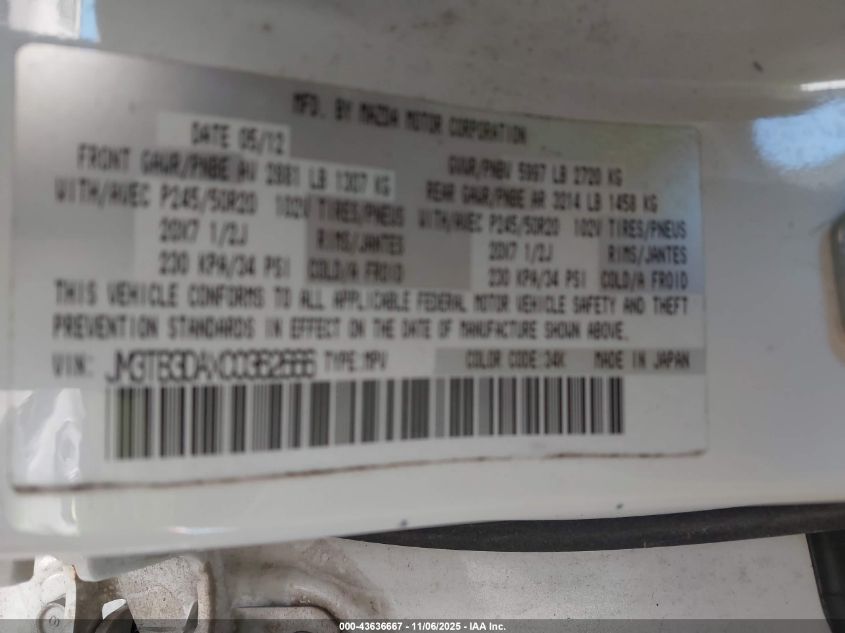 MFD. BY MAZDA MOTOR CORPORATION
DATE 05/12
FRONT GAWR/PNBE AV 2881 LB 1307 KG
WITH/AVEC P245/50R20 102V TIRES/PNEUS
20X7 1/2J RIMS/JANTES
230 KPA/34 PSI COLD/A FROID
GVWR/PNBV 5997 LB 2720 KG
REAR GAWR/PNBE AR 3214 LB 1458 KG
WITH/AVEC P245/50R20 102V TIRES/PNEUS
20X7 1/2J RIMS/JANTES
230 KPA/34 PSI COLD/A FROID
THIS VEHICLE CONFORMS TO ALL APPLICABLE FEDERAL MOTOR VEHICLE SAFETY AND THEFT
PREVENTION STANDARDS IN EFFECT ON THE DATE OF MANUFACTURE SHOWN ABOVE.
VIN: TYPE:MPV COLOR CODE:34K MADE IN JAPAN
000-43636667 - 11/06/2025 - IAA Inc.